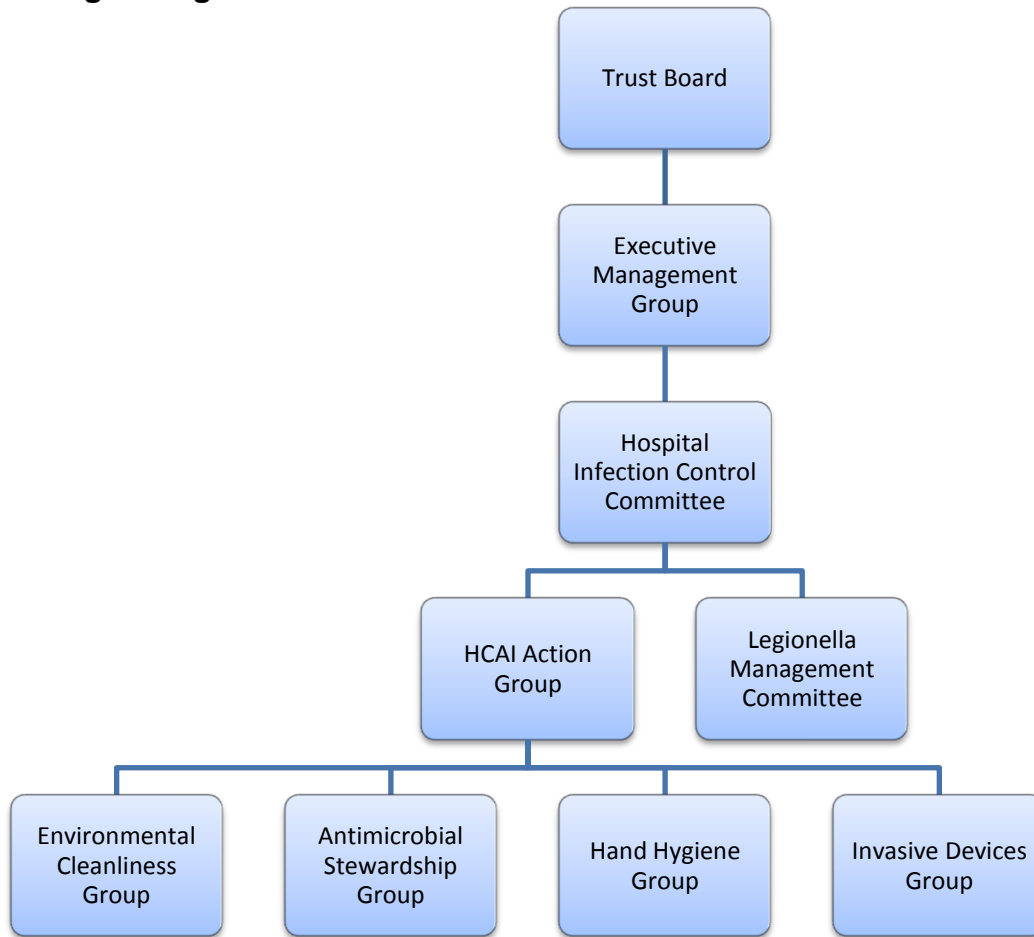 Trust Board
Executive
Management
Group
Hospital
Infection Control
Committee
HCAI Action
Group
Legionella
Management
Committee
Environmental
Cleanliness
Group
Antimicrobial
Stewardship
Group
Hand Hygiene
Group
Invasive Devices
Group